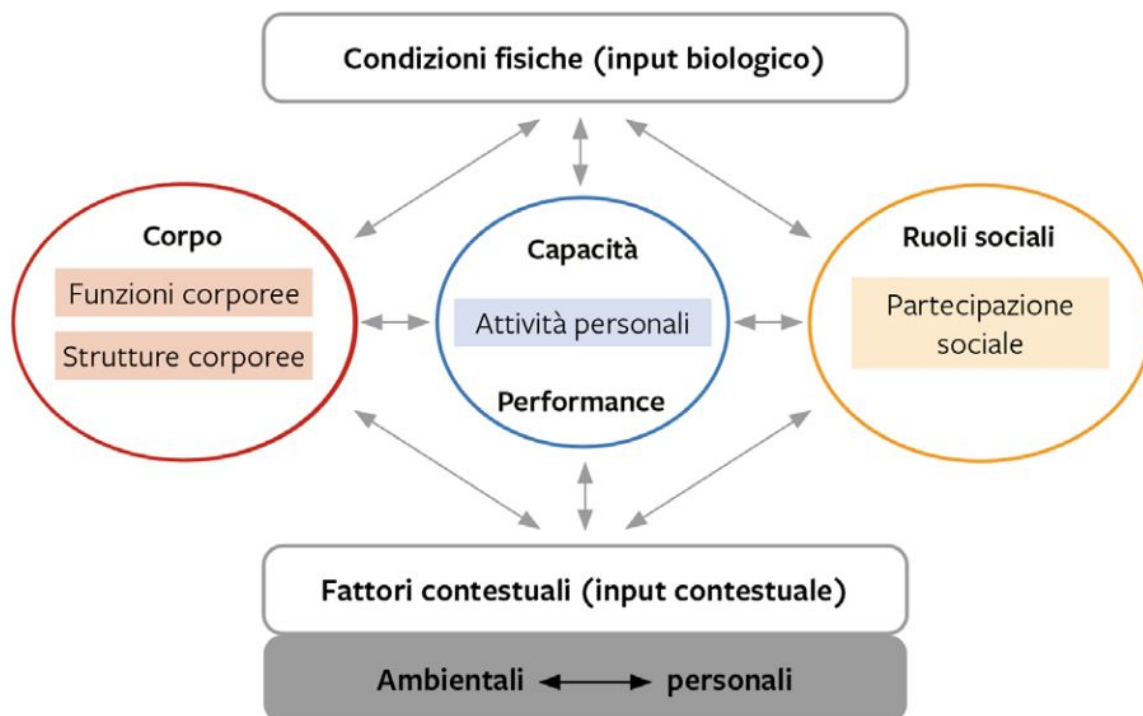 Condizioni fisiche (input biologico)
Corpo
Funzioni corporee
Strutture corporee
Capacità
Attività personali
Performance
Ruoli sociali
Partecipazione
sociale
Fattori contestuali (input contestuale)
Ambientali personali